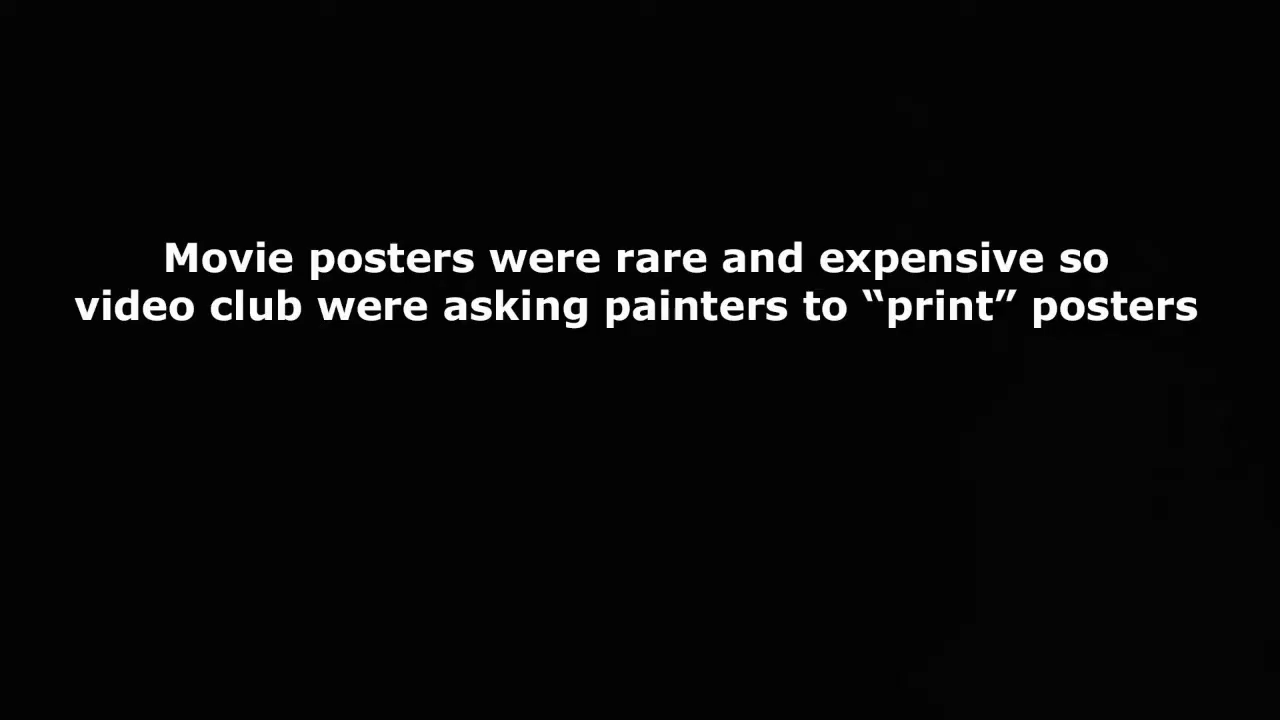 Movie posters were rare and expensive so
video club were asking painters to “print” posters